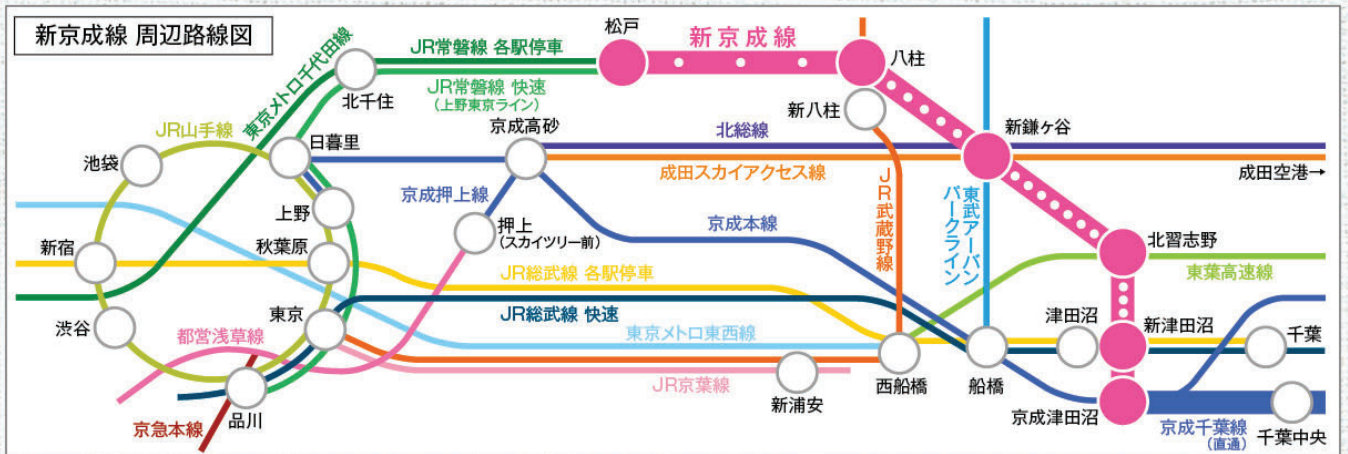 新京成線 周辺路線図
松戸
新京成線
八柱
JR常磐線 各駅停車
JR常磐線 快速
(上野東京ライン)
東京メトロ千代田線
北千住
新八柱
JR山手線
日暮里
京成高砂
北総線
新鎌ヶ谷
池袋
成田スカイアクセス線
成田空港→
京成押上線
JR武蔵野線
東武アーバン
パークライン
上野
押上
(スカイツリー前)
京成本線
北習志野
新宿
秋葉原
JR総武線 各駅停車
東葉高速線
東京
JR総武線 快速
津田沼
新津田沼
千葉
渋谷
都営浅草線
東京メトロ東西線
JR京葉線
西船橋
船橋
新浦安
品川
京成津田沼
京急本線
京成千葉線
(直通)
千葉中央